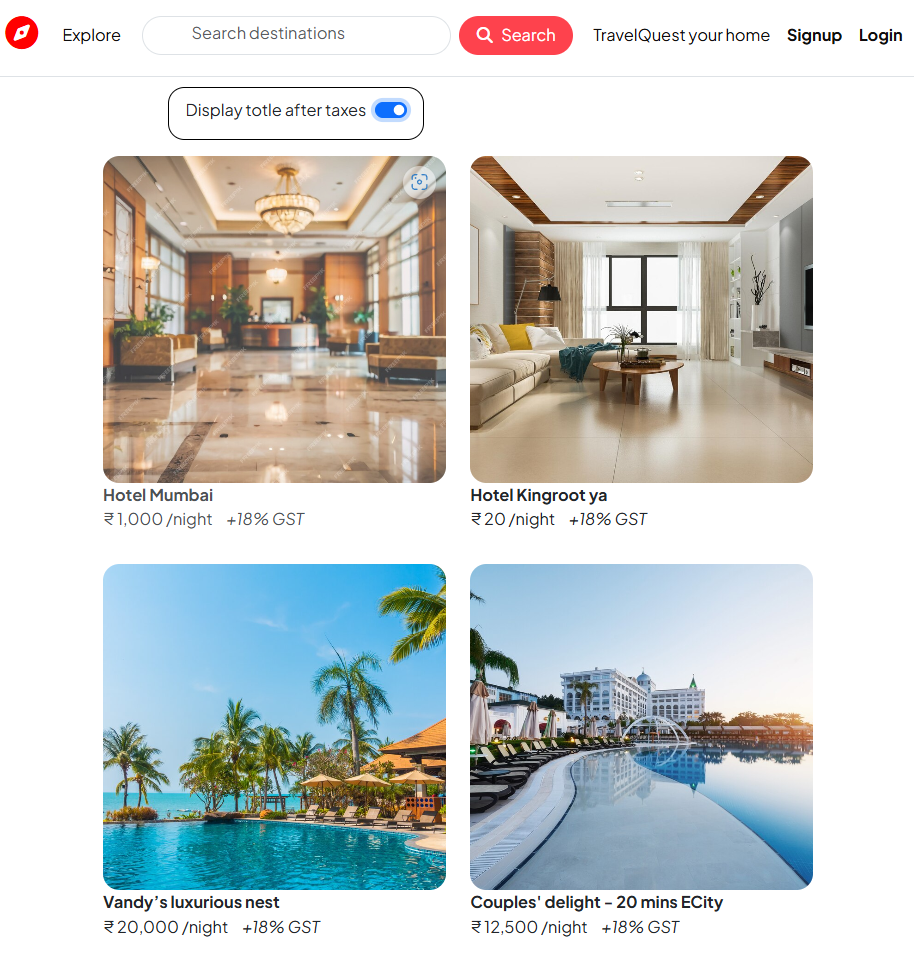 Explore Search destinations Search TravelQuest your home Signup Login
Display totle after taxes
Hotel Mumbai
₹ 1,000 /night +18% GST
Hotel Kingroot ya
₹ 20 /night +18% GST
Vandy’s luxurious nest
₹ 20,000 /night +18% GST
Couples' delight - 20 mins ECity
₹ 12,500 /night +18% GST